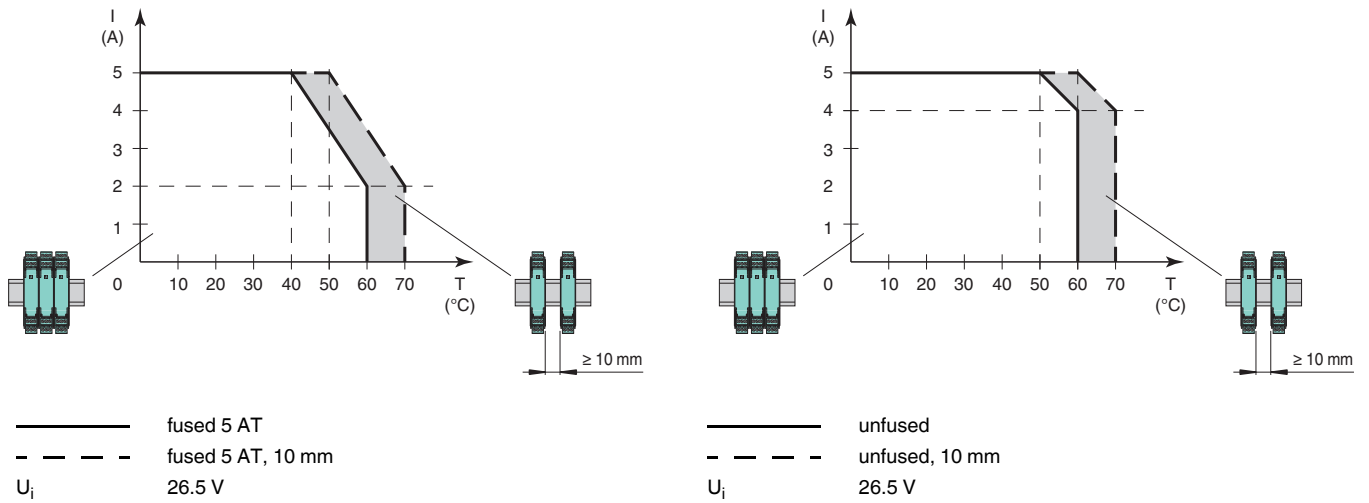 I
(A)
5
4
3
2
1
0
10 20 30 40 50 60 70
T
(°C)
≥ 10 mm
fused 5 AT
fused 5 AT, 10 mm
Ui 26.5 V
I
(A)
5
4
3
2
1
0
10 20 30 40 50 60 70
T
(°C)
≥ 10 mm
unfused
unfused, 10 mm
Ui 26.5 V